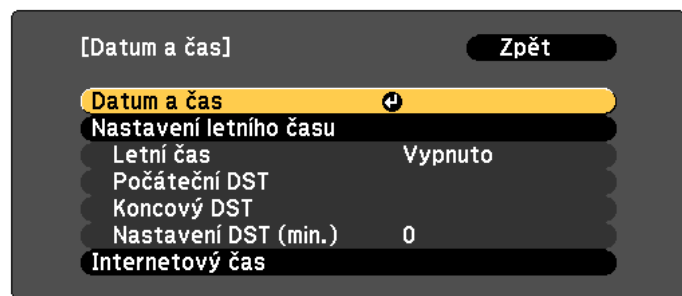 [Datum a čas] Zpět
Datum a čas
Nastavení letního času
Letní čas Vypnuto
Počáteční DST
Koncový DST
Nastavení DST (min.) 0
Internetový čas